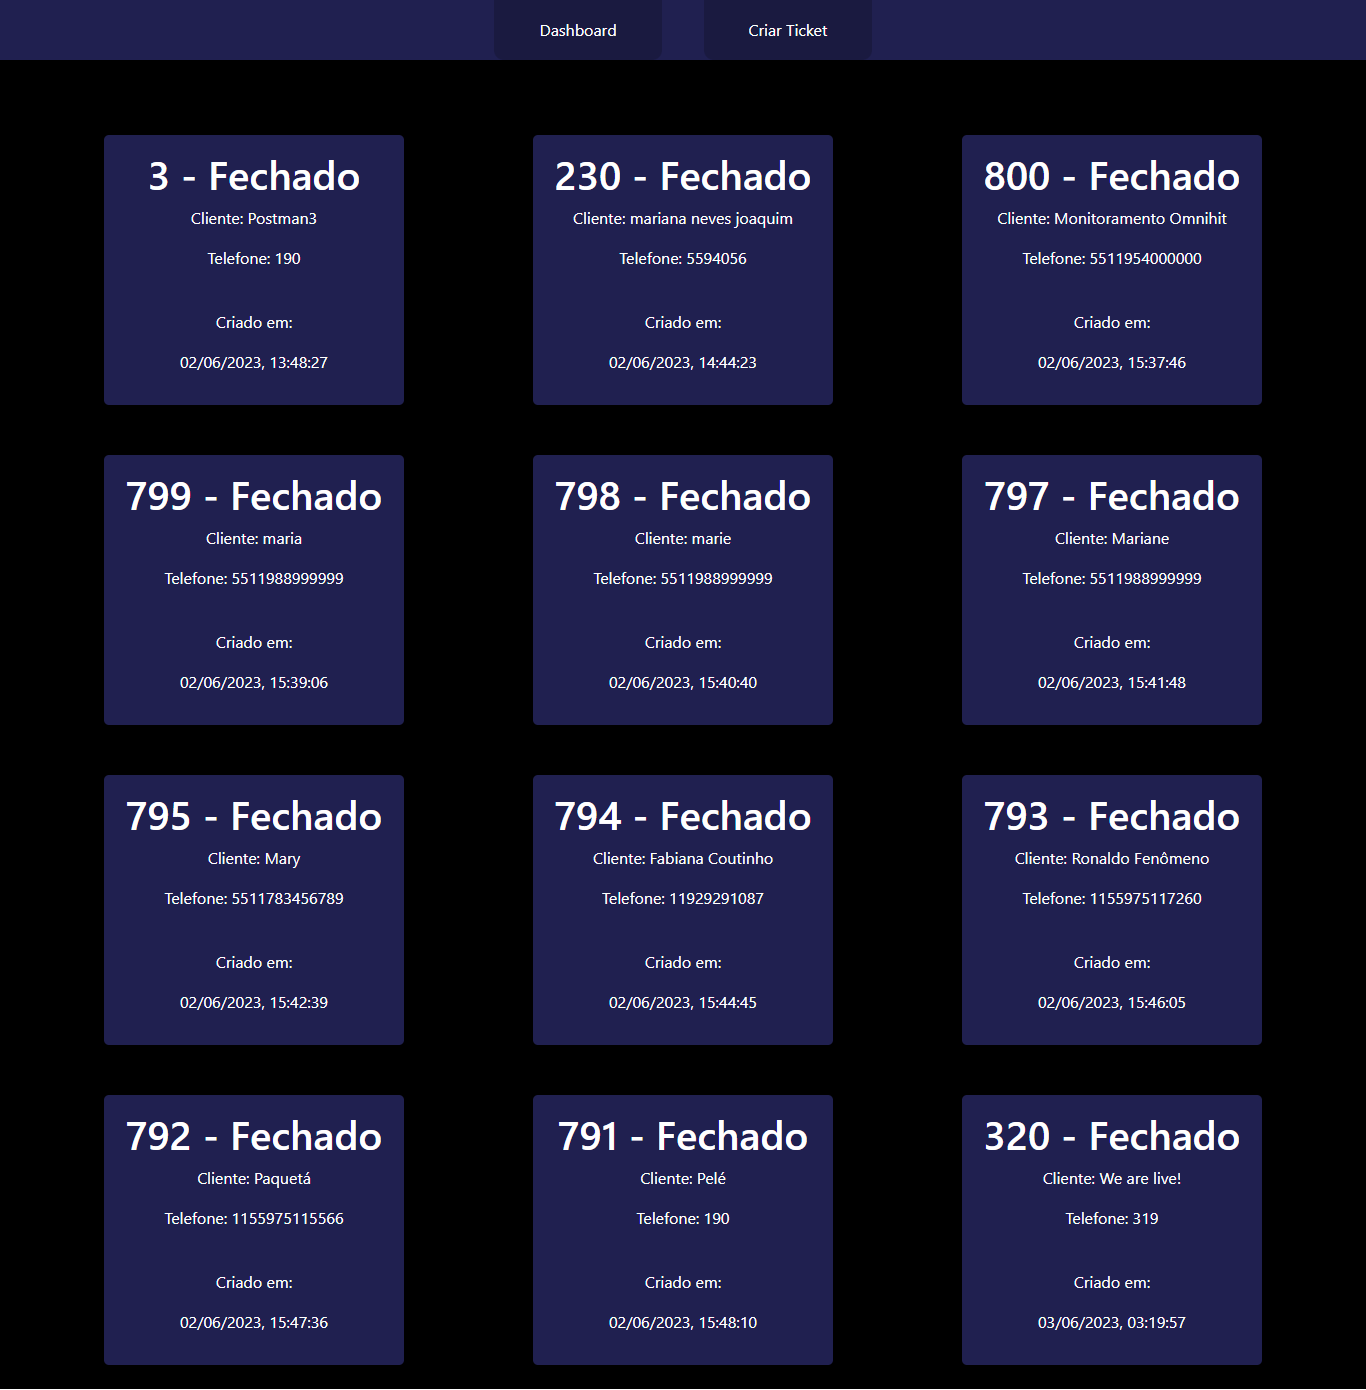 Dashboard
Criar Ticket
3 - Fechado
Cliente: Postman3
Telefone: 190
Criado em:
02/06/2023, 13:48:27
230 - Fechado
Cliente: mariana neves joaquim
Telefone: 5594056
Criado em:
02/06/2023, 14:44:23
800 - Fechado
Cliente: Monitoramento Omnihit
Telefone: 5511954000000
Criado em:
02/06/2023, 15:37:46
799 - Fechado
Cliente: maria
Telefone: 5511988999999
Criado em:
02/06/2023, 15:39:06
798 - Fechado
Cliente: marie
Telefone: 5511988999999
Criado em:
02/06/2023, 15:40:40
797 - Fechado
Cliente: Mariane
Telefone: 5511988999999
Criado em:
02/06/2023, 15:41:48
795 - Fechado
Cliente: Mary
Telefone: 5511783456789
Criado em:
02/06/2023, 15:42:39
794 - Fechado
Cliente: Fabiana Coutinho
Telefone: 11929291087
Criado em:
02/06/2023, 15:44:45
793 - Fechado
Cliente: Ronaldo Fenômeno
Telefone: 1155975117260
Criado em:
02/06/2023, 15:46:05
792 - Fechado
Cliente: Paquetá
Telefone: 1155975115566
Criado em:
02/06/2023, 15:47:36
791 - Fechado
Cliente: Pelé
Telefone: 190
Criado em:
02/06/2023, 15:48:10
320 - Fechado
Cliente: We are live!
Telefone: 319
Criado em:
03/06/2023, 03:19:57